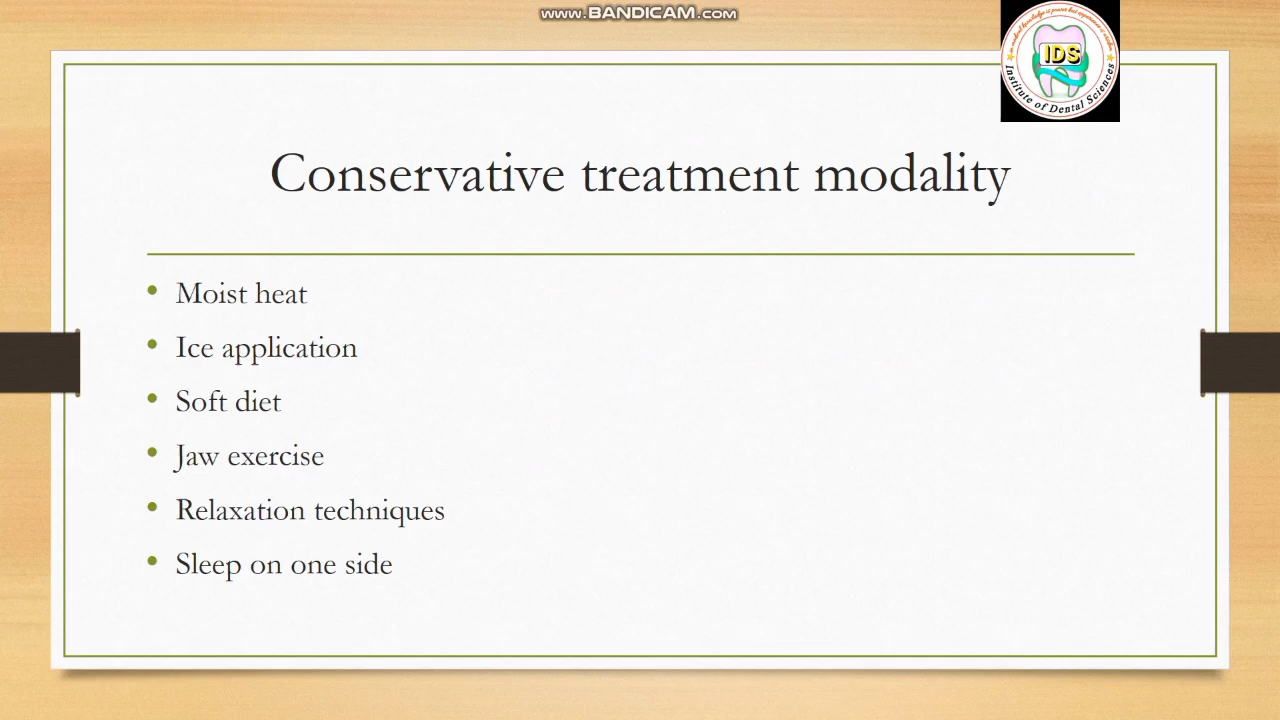 www.BANDICAM.com
IDS
Institute of Dental Sciences
Conservative treatment modality
• Moist heat
• Ice application
• Soft diet
• Jaw exercise
• Relaxation techniques
• Sleep on one side